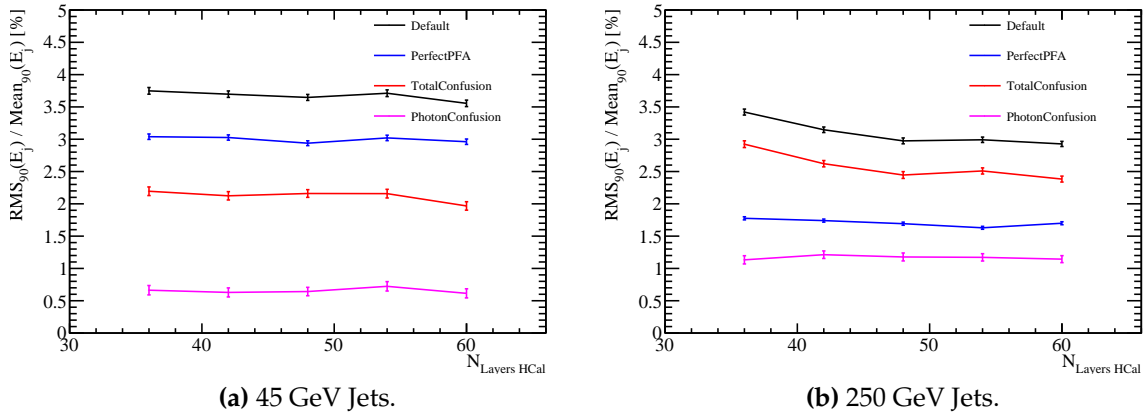 RMS90(Ej) / Mean90(Ej) [%]
5
4.5
4
3.5
3
2.5
2
1.5
1
0.5
0
30 40 50 60
NLayers HCal
Default
PerfectPFA
TotalConfusion
PhotonConfusion
(a) 45 GeV Jets.
RMS90(Ej) / Mean90(Ej) [%]
5
4.5
4
3.5
3
2.5
2
1.5
1
0.5
0
30 40 50 60
NLayers HCal
Default
PerfectPFA
TotalConfusion
PhotonConfusion
(b) 250 GeV Jets.